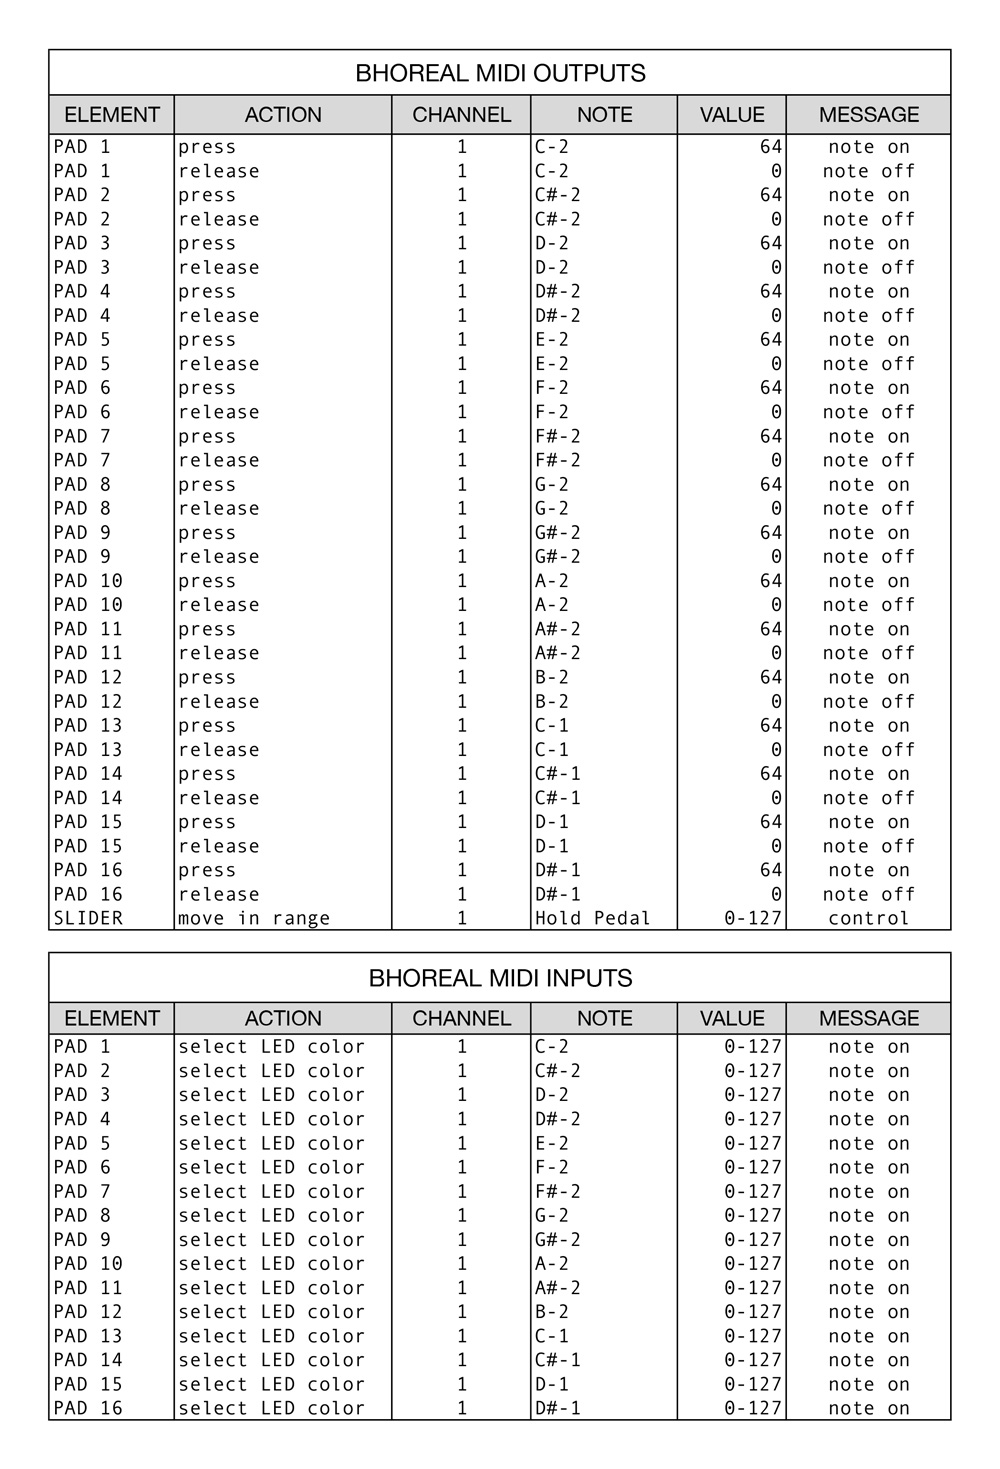 BHOREAL MIDI OUTPUTS
ELEMENT ACTION CHANNEL NOTE VALUE MESSAGE
PAD 1 press 1 C-2 64 note on
PAD 1 release 1 C-2 0 note off
PAD 2 press 1 C#-2 64 note on
PAD 2 release 1 C#-2 0 note off
PAD 3 press 1 D-2 64 note on
PAD 3 release 1 D-2 0 note off
PAD 4 press 1 D#-2 64 note on
PAD 4 release 1 D#-2 0 note off
PAD 5 press 1 E-2 64 note on
PAD 5 release 1 E-2 0 note off
PAD 6 press 1 F-2 64 note on
PAD 6 release 1 F-2 0 note off
PAD 7 press 1 F#-2 64 note on
PAD 7 release 1 F#-2 0 note off
PAD 8 press 1 G-2 64 note on
PAD 8 release 1 G-2 0 note off
PAD 9 press 1 G#-2 64 note on
PAD 9 release 1 G#-2 0 note off
PAD 10 press 1 A-2 64 note on
PAD 10 release 1 A-2 0 note off
PAD 11 press 1 A#-2 64 note on
PAD 11 release 1 A#-2 0 note off
PAD 12 press 1 B-2 64 note on
PAD 12 release 1 B-2 0 note off
PAD 13 press 1 C-1 64 note on
PAD 13 release 1 C-1 0 note off
PAD 14 press 1 C#-1 64 note on
PAD 14 release 1 C#-1 0 note off
PAD 15 press 1 D-1 64 note on
PAD 15 release 1 D-1 0 note off
PAD 16 press 1 D#-1 64 note on
PAD 16 release 1 D#-1 0 note off
SLIDER move in range 1 Hold Pedal 0-127 control
BHOREAL MIDI INPUTS
ELEMENT ACTION CHANNEL NOTE VALUE MESSAGE
PAD 1 select LED color 1 C-2 0-127 note on
PAD 2 select LED color 1 C#-2 0-127 note on
PAD 3 select LED color 1 D-2 0-127 note on
PAD 4 select LED color 1 D#-2 0-127 note on
PAD 5 select LED color 1 E-2 0-127 note on
PAD 6 select LED color 1 F-2 0-127 note on
PAD 7 select LED color 1 F#-2 0-127 note on
PAD 8 select LED color 1 G-2 0-127 note on
PAD 9 select LED color 1 G#-2 0-127 note on
PAD 10 select LED color 1 A-2 0-127 note on
PAD 11 select LED color 1 A#-2 0-127 note on
PAD 12 select LED color 1 B-2 0-127 note on
PAD 13 select LED color 1 C-1 0-127 note on
PAD 14 select LED color 1 C#-1 0-127 note on
PAD 15 select LED color 1 D-1 0-127 note on
PAD 16 select LED color 1 D#-1 0-127 note on